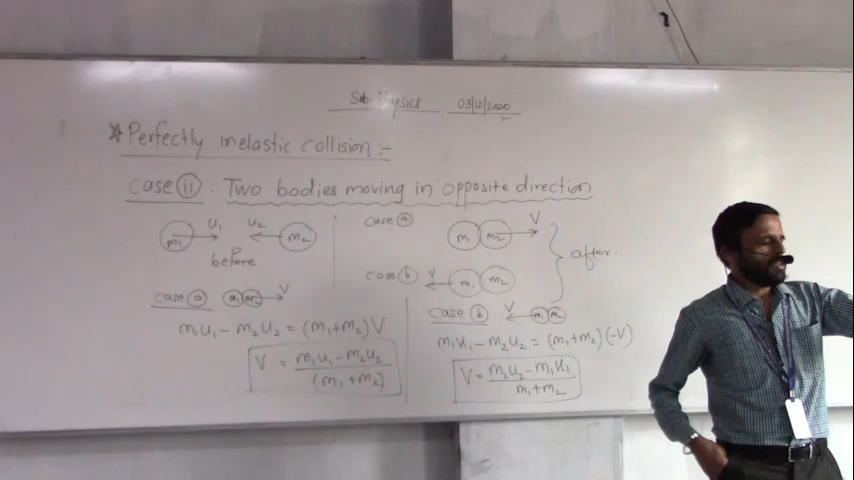 Sub Physics 03/12/2020
* Perfectly inelastic collision :-
case (ii) : Two bodies moving in opposite direction
m₁ u₁ u₂ m₂
before
case (a) m₁ m₂ V
case (b) V m₁ m₂
after.
case (a) m₁ m₂ V
m₁u₁ - m₂u₂ = (m₁+m₂) V
V = m₁u₁ - m₂u₂ / (m₁+m₂)
case (b) V m₁ m₂
m₁u₁ - m₂u₂ = (m₁+m₂) (-V)
V = m₂u₂ - m₁u₁ / m₁+m₂